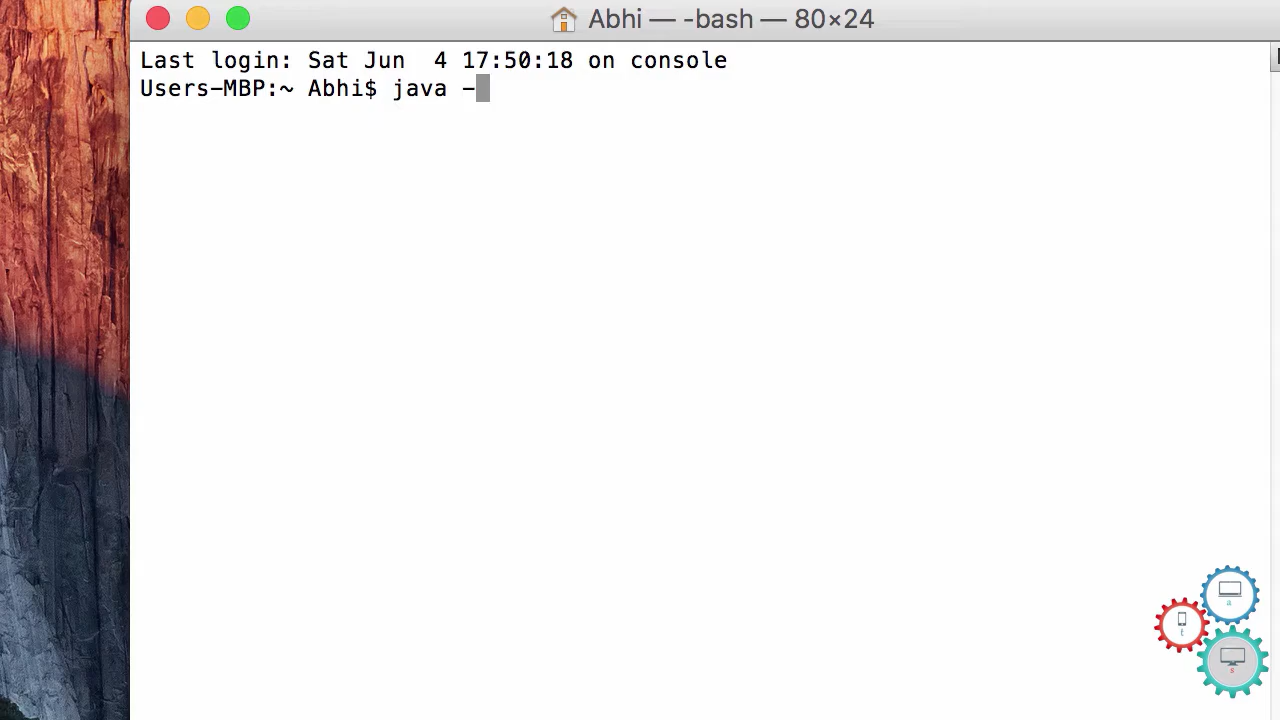 Abhi — -bash — 80×24
Last login: Sat Jun  4 17:50:18 on console
Users-MBP:~ Abhi$ java -
a
t
s